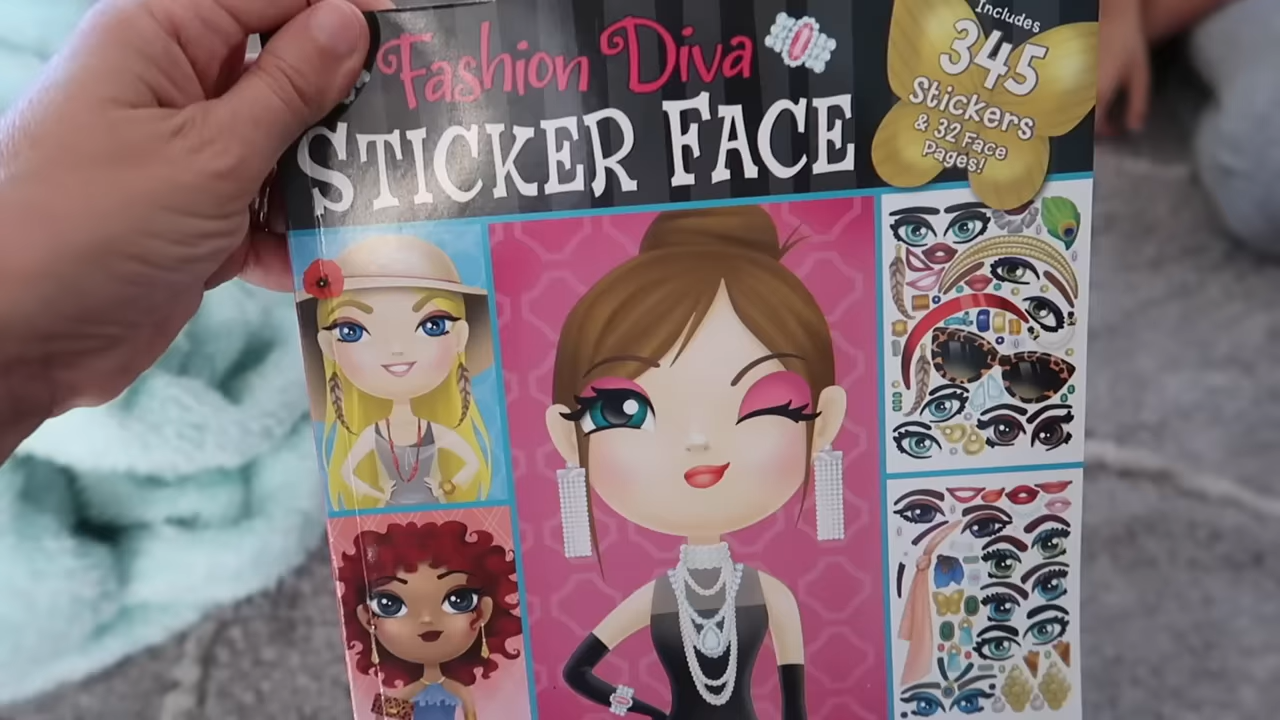 Fashion Diva
STICKER FACE
Includes
345
Stickers
& 32 Face
Pages!